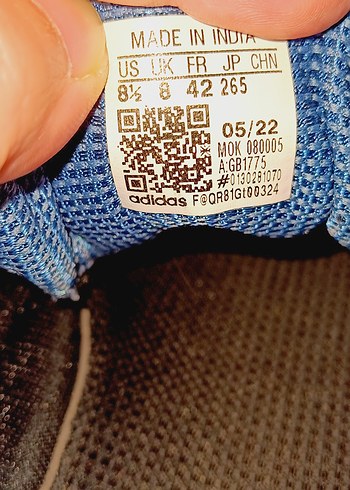 MADE IN INDIA
US UK FR JP CHN
8½ 8 42 265
05/22
MOK 080005
A:GB1775
#0130281070
adidas F@QR81Gt00324